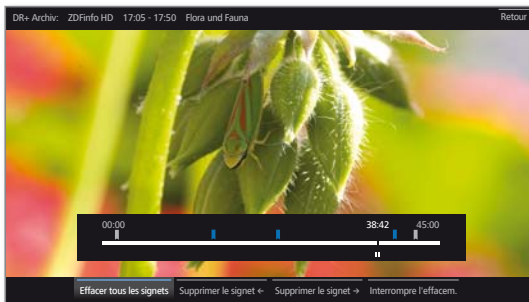 DR+ Archiv: ZDFinfo HD 17:05 - 17:50 Flora und Fauna Retour
00:00 38:42 45:00
Effacer tous les signets Supprimer le signet ← Supprimer le signet → Interrompre l'effacem.